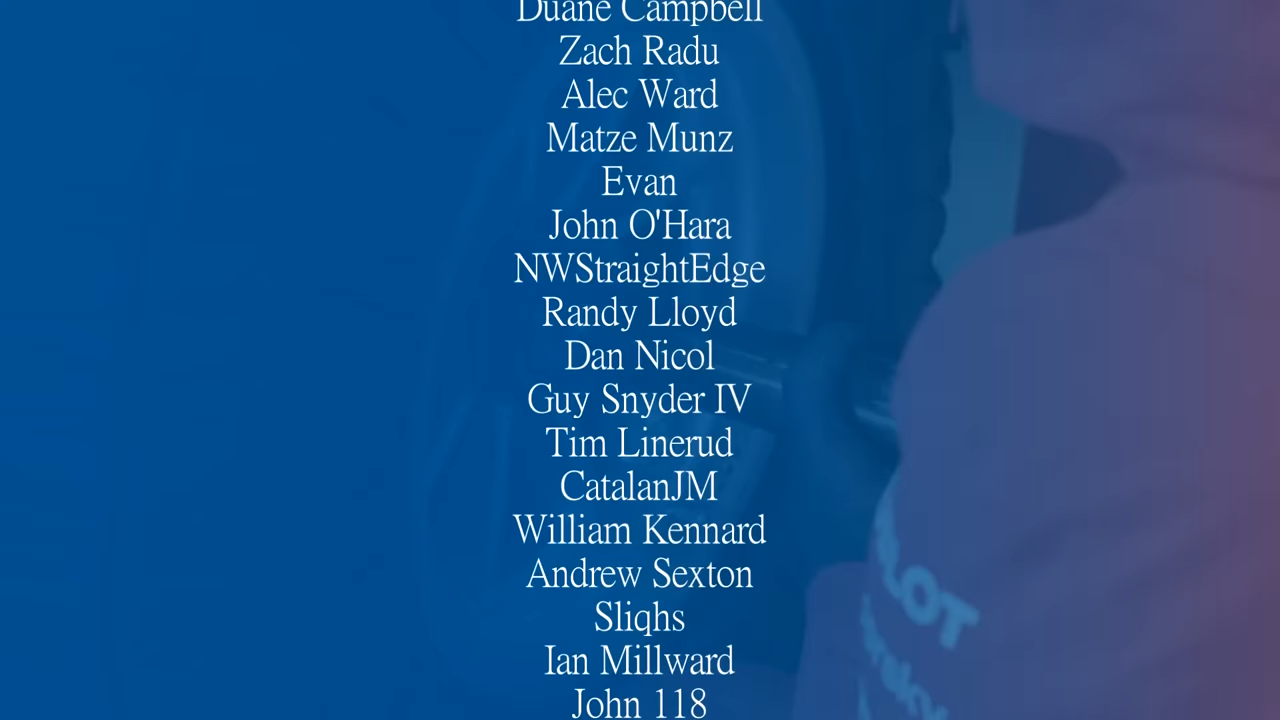 Duane Campbell
Zach Radu
Alec Ward
Matze Munz
Evan
John O'Hara
NWStraightEdge
Randy Lloyd
Dan Nicol
Guy Snyder IV
Tim Linerud
CatalanJM
William Kennard
Andrew Sexton
Sliqhs
Ian Millward
John 118